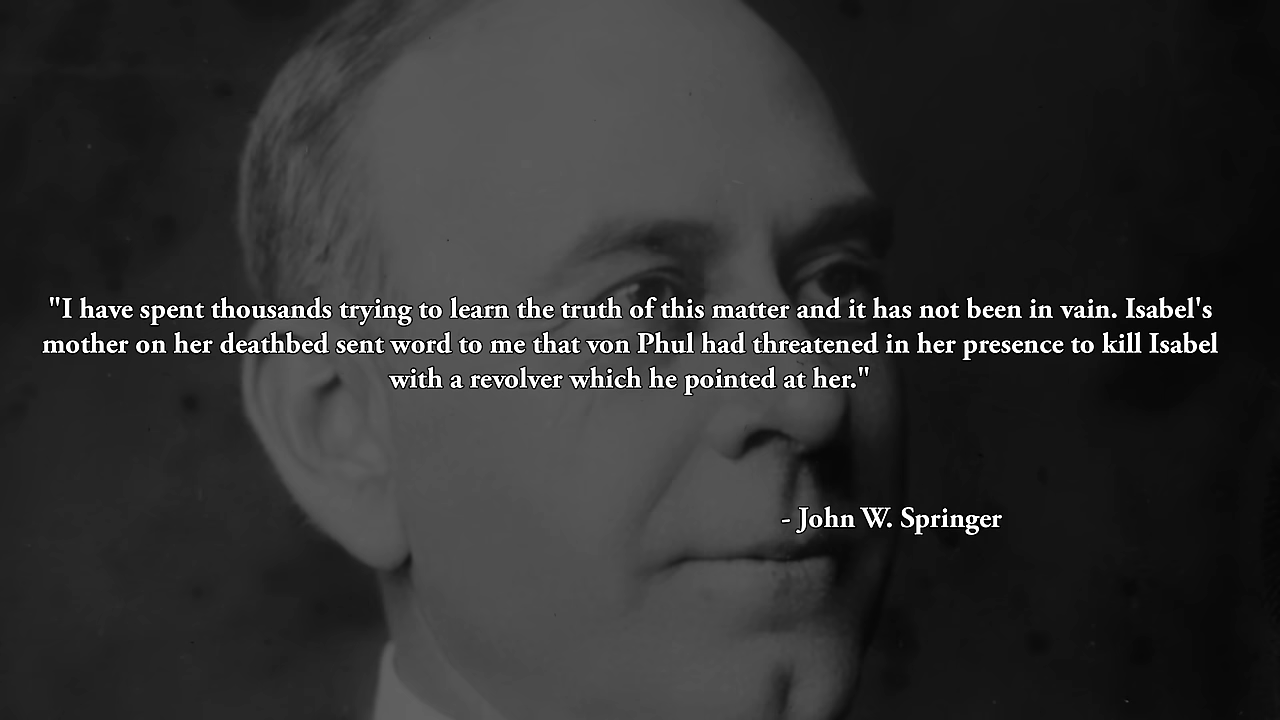 "I have spent thousands trying to learn the truth of this matter and it has not been in vain. Isabel's
mother on her deathbed sent word to me that von Phul had threatened in her presence to kill Isabel
with a revolver which he pointed at her."
- John W. Springer